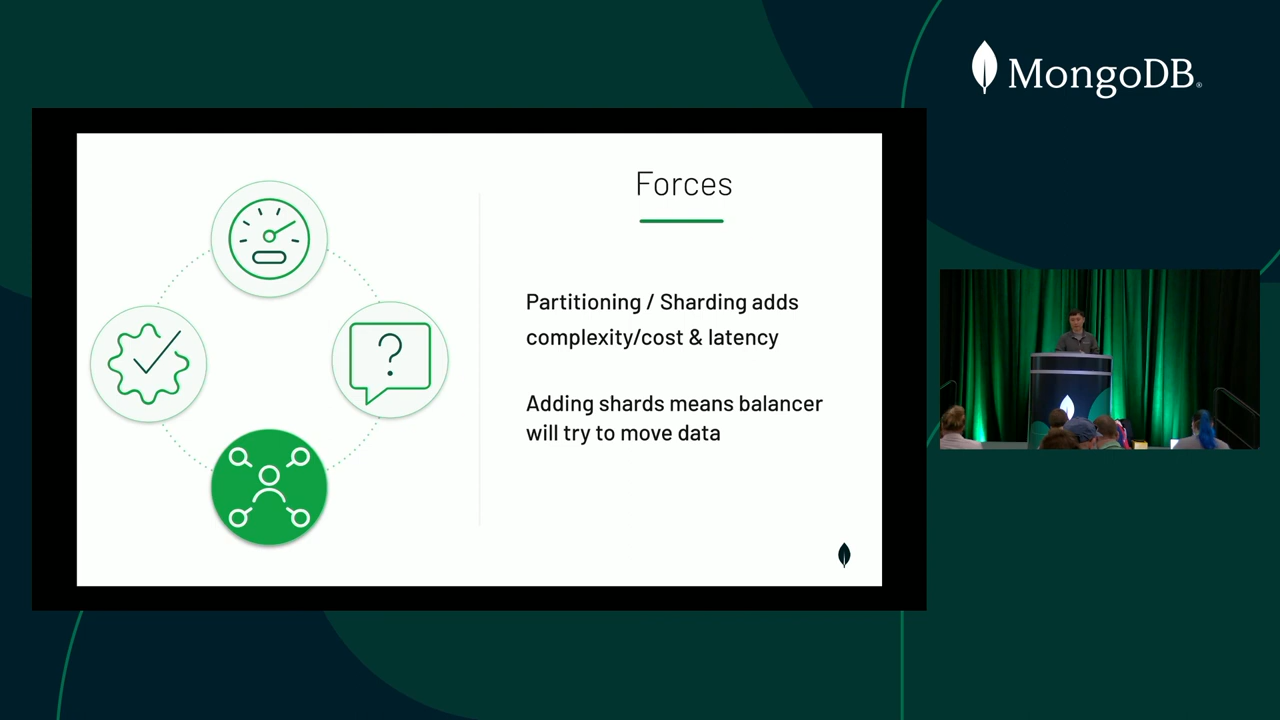 MongoDB®
Forces
Partitioning / Sharding adds
complexity/cost & latency
Adding shards means balancer
will try to move data